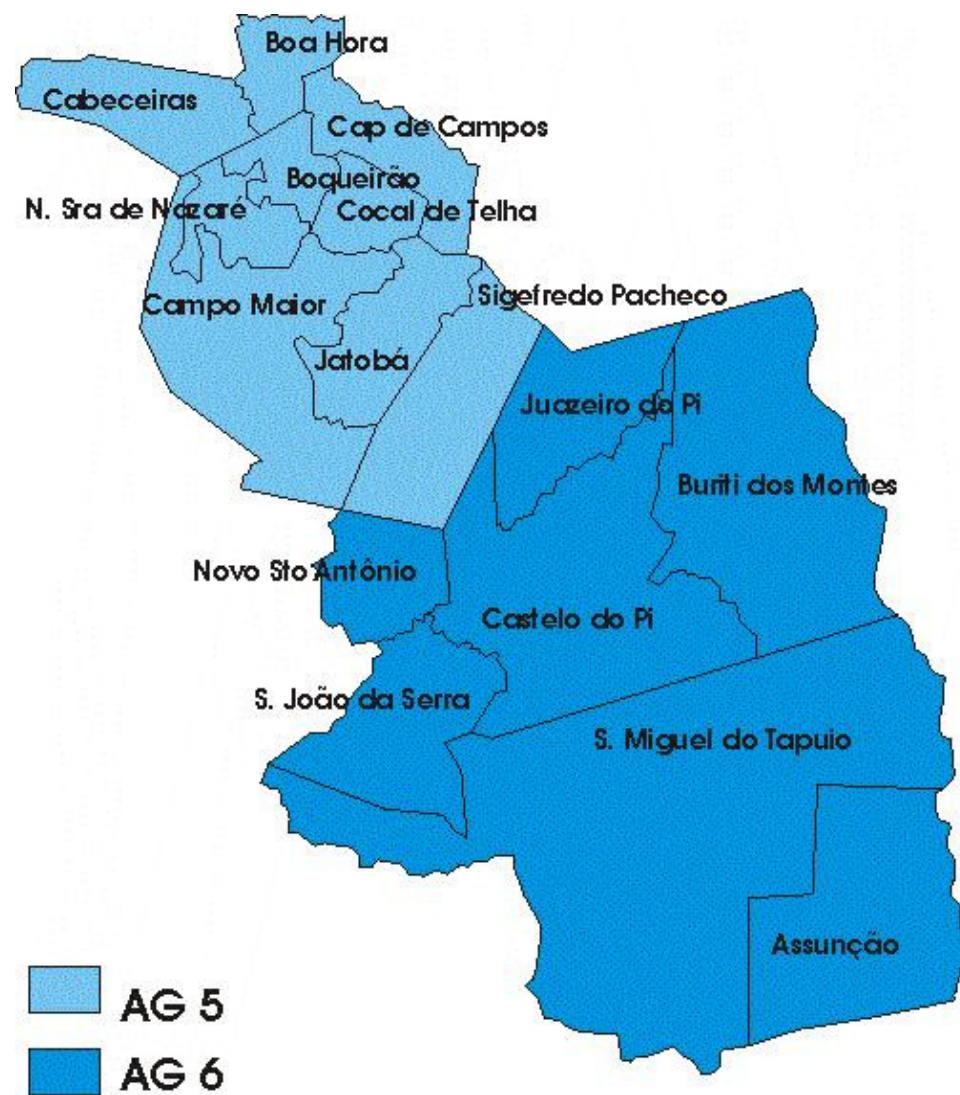 Boa Hora
Cabeceiras
Cap de Campos
Boqueirão
N. Sra de Nazaré
Cocal de Telha
Sigefredo Pacheco
Campo Maior
Jatobá
Juazeiro do Pi
Buriti dos Montes
Novo Sto Antônio
Castelo do Pi
S. João da Serra
S. Miguel do Tapuio
Assunção
AG 5
AG 6